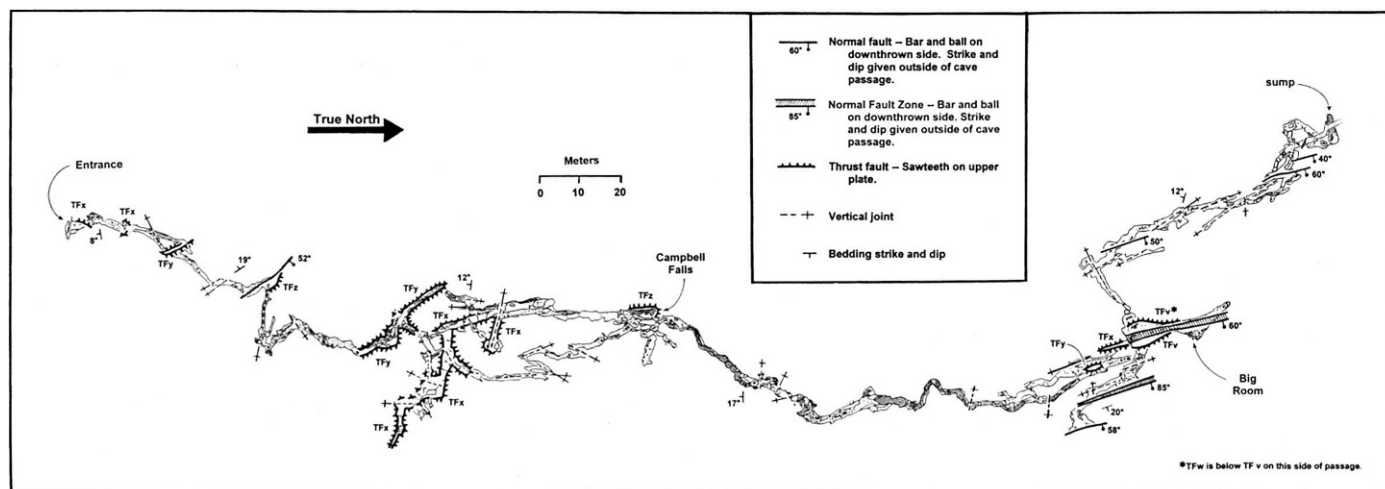 60°
Normal fault – Bar and ball on
downthrown side. Strike and
dip given outside of cave
passage.
85°
Normal Fault Zone – Bar and ball
on downthrown side. Strike
and dip given outside of cave
passage.
Thrust fault – Sawteeth on upper
plate.
Vertical joint
Bedding strike and dip
True North
Meters
0 10 20
sump
Entrance
TFx
TFx
8°
TFy
19°
52°
TFz
TFy
12°
TFx
TFx
TFy
TFx
TFx
TFz
Campbell
Falls
17°
40°
60°
12°
50°
TFv*
60°
TFx
TFv
TFy
Big
Room
85°
20°
58°
*TFw is below TF v on this side of passage.